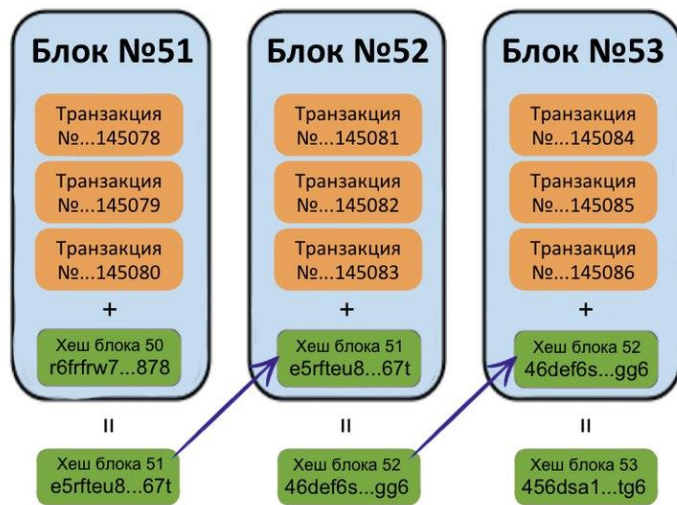 Блок №51
Транзакция
№...145078
Транзакция
№...145079
Транзакция
№...145080
+
Хеш блока 50
r6frfrw7...878
=
Хеш блока 51
e5rfteu8...67t
Блок №52
Транзакция
№...145081
Транзакция
№...145082
Транзакция
№...145083
+
Хеш блока 51
e5rfteu8...67t
=
Хеш блока 52
46def6s...gg6
Блок №53
Транзакция
№...145084
Транзакция
№...145085
Транзакция
№...145086
+
Хеш блока 52
46def6s...gg6
=
Хеш блока 53
456dsa1...tg6